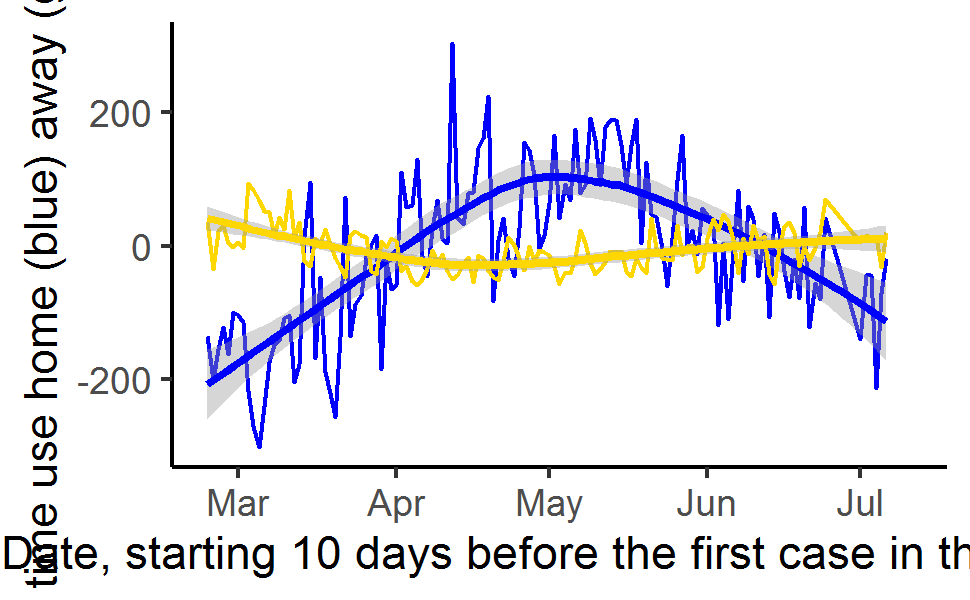 time use home (blue) away (
200
0
-200
Mar Apr May Jun Jul
Date, starting 10 days before the first case in th